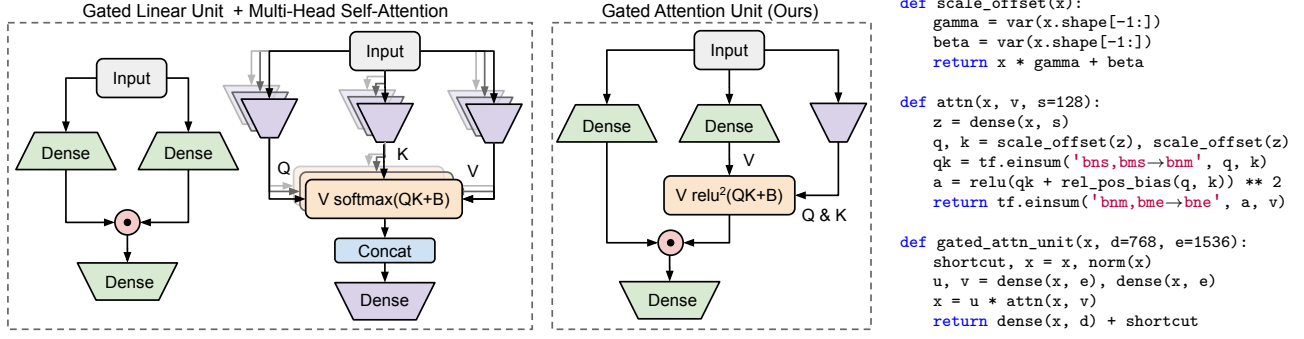 Gated Linear Unit + Multi-Head Self-Attention
Input
Dense
Dense
Dense
Input
Q
K
V
V softmax(QK+B)
Concat
Dense
Gated Attention Unit (Ours)
Input
Dense
Dense
V
V relu²(QK+B)
Q & K
Dense
def scale_offset(x):
gamma = var(x.shape[-1:])
beta = var(x.shape[-1:])
return x * gamma + beta
def attn(x, v, s=128):
z = dense(x, s)
q, k = scale_offset(z), scale_offset(z)
qk = tf.einsum('bns,bms→bnm', q, k)
a = relu(qk + rel_pos_bias(q, k)) ** 2
return tf.einsum('bnm,bme→bne', a, v)
def gated_attn_unit(x, d=768, e=1536):
shortcut, x = x, norm(x)
u, v = dense(x, e), dense(x, e)
x = u * attn(x, v)
return dense(x, d) + shortcut